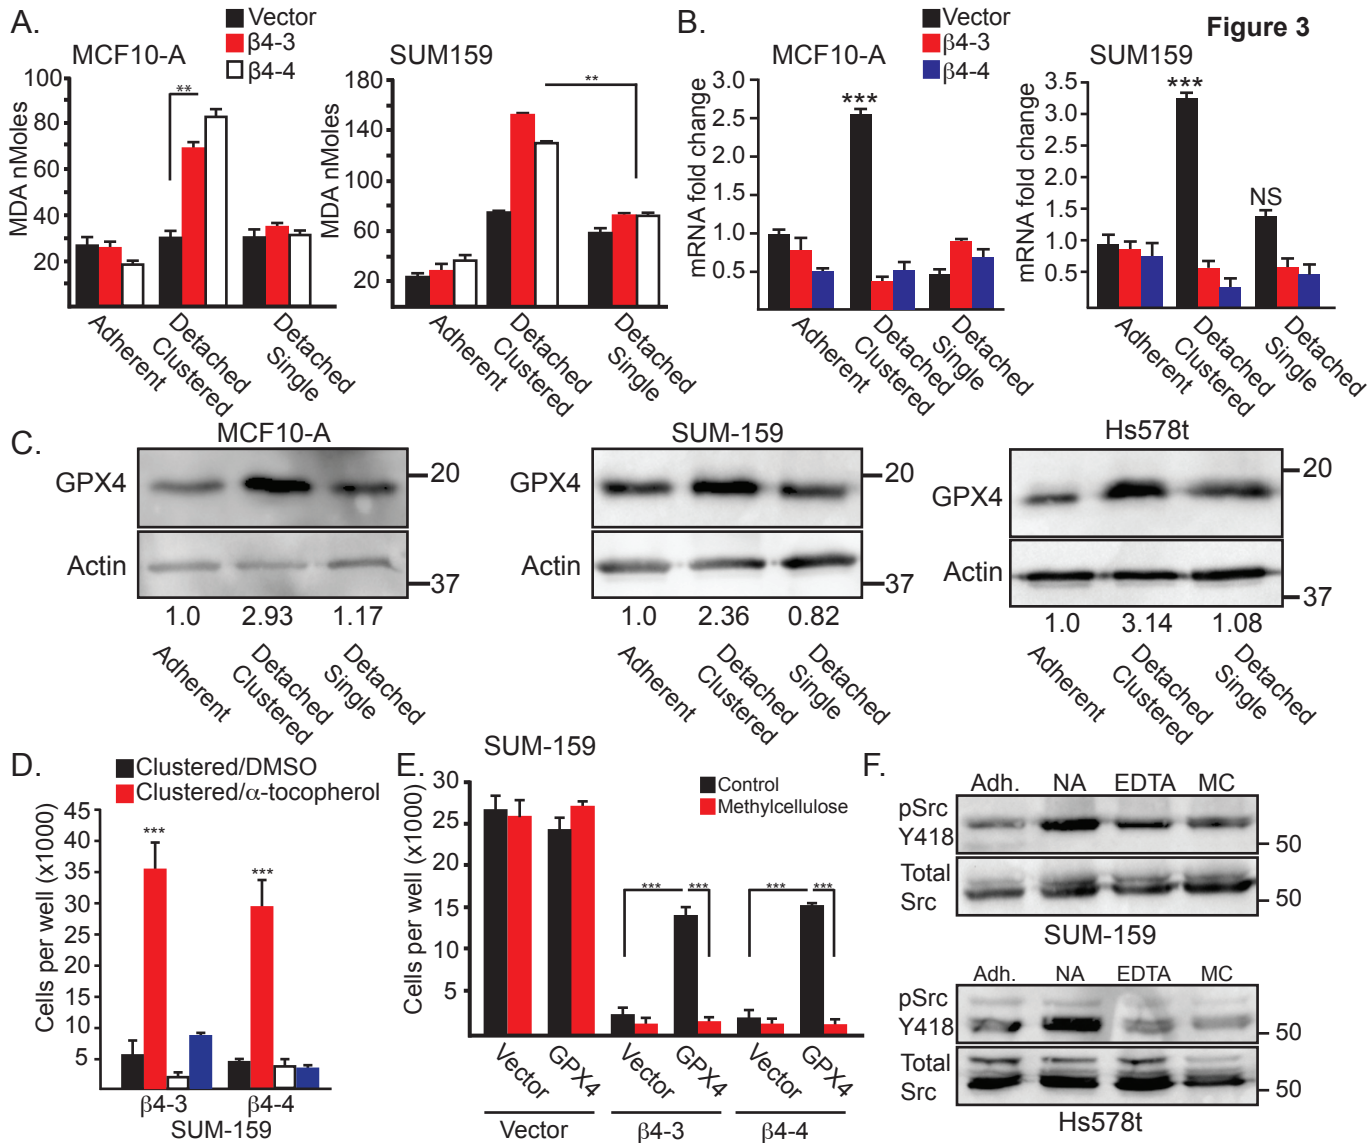 Figure 3
A.
Vector
β4-3
β4-4
MCF10-A
SUM159
MDA nMoles
100
80
60
40
20
**
Adherent
Detached Clustered
Detached Single
MDA nMoles
180
140
100
60
20
**
Adherent
Detached Clustered
Detached Single
B.
Vector
β4-3
β4-4
MCF10-A
SUM159
mRNA fold change
3.0
2.5
2.0
1.5
1.0
0.5
***
Adherent
Detached Clustered
Detached Single
mRNA fold change
3.5
3.0
2.5
2.0
1.5
1.0
0.5
***
NS
Adherent
Detached Clustered
Detached Single
C.
MCF10-A
GPX4
20
Actin
37
1.0 2.93 1.17
Adherent
Detached Clustered
Detached Single
SUM-159
GPX4
20
Actin
37
1.0 2.36 0.82
Adherent
Detached Clustered
Detached Single
Hs578t
GPX4
20
Actin
37
1.0 3.14 1.08
Adherent
Detached Clustered
Detached Single
D.
Clustered/DMSO
Clustered/α-tocopherol
Cells per well (x1000)
45
40
35
30
25
20
15
10
5
***
***
β4-3 β4-4
SUM-159
E.
SUM-159
Control
Methylcellulose
Cells per well (x1000)
30
25
20
15
10
5
*** *** *** ***
Vector GPX4 Vector GPX4 Vector GPX4
Vector β4-3 β4-4
F.
Adh. NA EDTA MC
pSrc
Y418
50
Total
Src
50
SUM-159
Adh. NA EDTA MC
pSrc
Y418
50
Total
Src
50
Hs578t